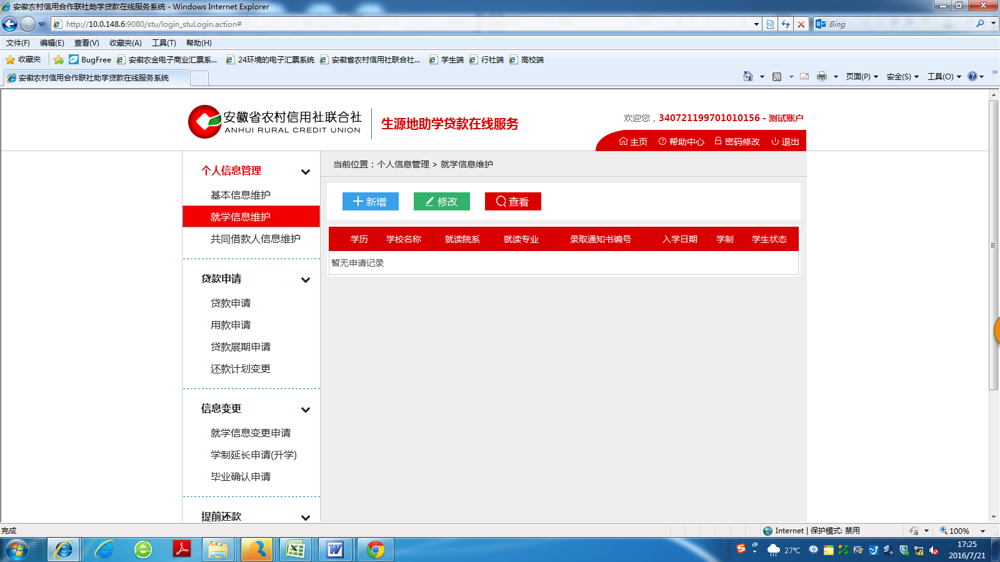 安徽农村信用合作联社助学贷款在线服务系统 - Windows Internet Explorer
http://10.0.148.6:9080/stu/login_stuLogin.action#
Bing
文件(F) 编辑(E) 查看(V) 收藏夹(A) 工具(T) 帮助(H)
收藏夹 BugFree 安徽农金电子商业汇票系... 24环境的电子汇票系统 安徽省农村信用社联合社... 学生端 行社端 高校端
安徽农村信用合作联社助学贷款在线服务系统
页面(P) 安全(S) 工具(O)
安徽省农村信用社联合社
ANHUI RURAL CREDIT UNION
生源地助学贷款在线服务
欢迎您，340721199701010156 - 测试账户
主页 帮助中心 密码修改 退出
个人信息管理
基本信息维护
就学信息维护
共同借款人信息维护
贷款申请
贷款申请
用款申请
贷款展期申请
还款计划变更
信息变更
就学信息变更申请
学制延长申请(升学)
毕业确认申请
提前还款
当前位置：个人信息管理 > 就学信息维护
新增 修改 查看
学历 学校名称 就读院系 就读专业 录取通知书编号 入学日期 学制 学生状态
暂无申请记录
完成
Internet | 保护模式: 禁用
100%
27℃
17:25
2016/7/21